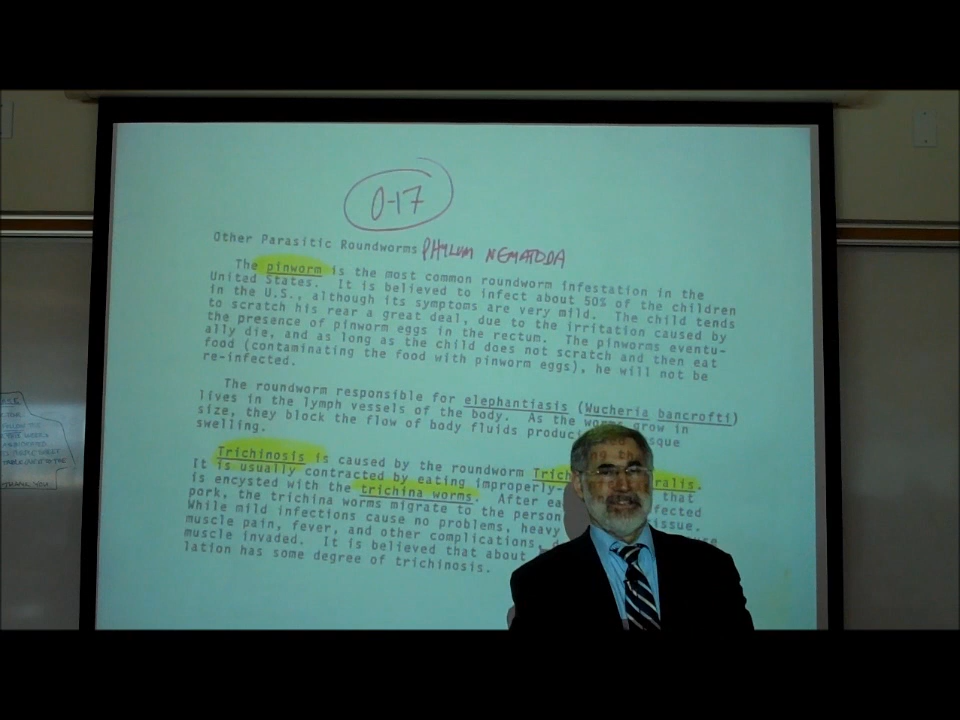 0-17
Other Parasitic Roundworms PHYLUM NEMATODA
The pinworm is the most common roundworm infestation in the
United States. It is believed to infect about 50% of the children
in the U.S., although its symptoms are very mild. The child tends
to scratch his rear a great deal, due to the irritation caused by
the presence of pinworm eggs in the rectum. The pinworms eventu-
ally die, and as long as the child does not scratch and then eat
food (contaminating the food with pinworm eggs), he will not be
re-infected.
The roundworm responsible for elephantiasis (Wucheria bancrofti)
lives in the lymph vessels of the body. As the worms grow in
size, they block the flow of body fluids esque
swelling.
Trichinosis is caused by the roundworm ralis.
It is usually contracted by eating improperly- that
is encysted with the trichina worms. After fected
pork, the trichina worms migrate to the person issue.
While mild infections cause no problems, heavy
muscle pain, fever, and other complications,
muscle invaded. It is believed that about
lation has some degree of trichinosis.
THANK YOU